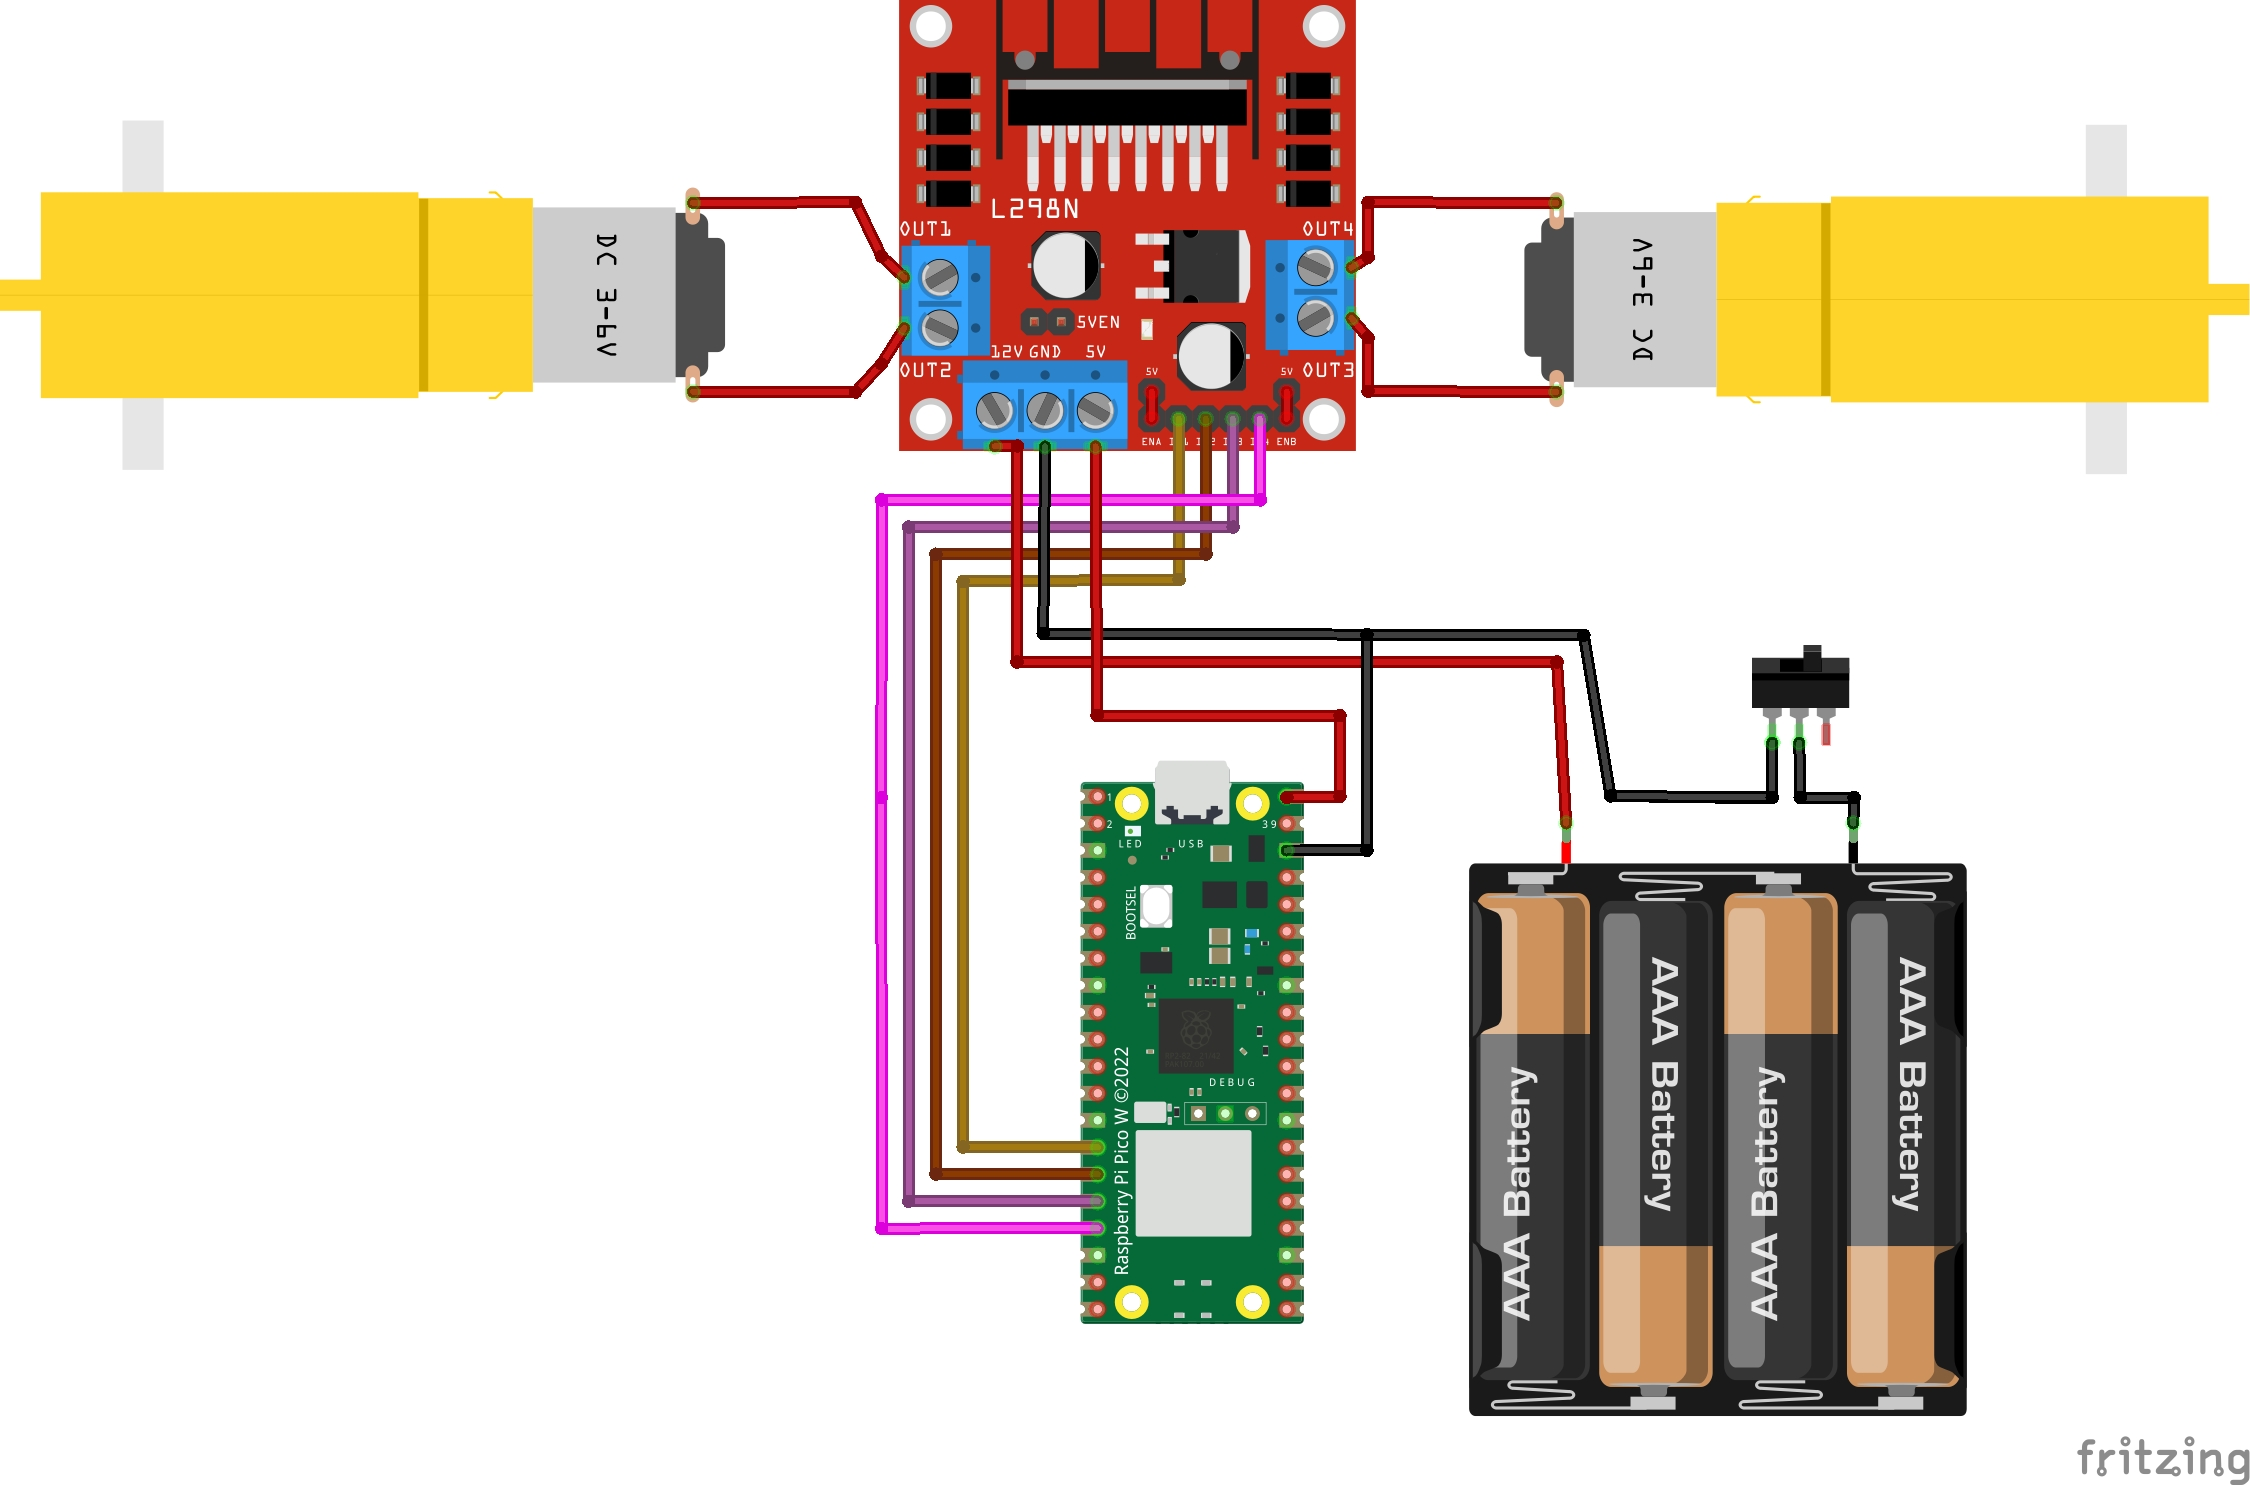 L298N
OUT1
OUT4
DC 3-6V
DC 3-6V
5VEN
12V GND 5V
OUT2
OUT3
5V
5V
ENA
ENB
1
2
39
LED
USB
BOOTSEL
DEBUG
Raspberry Pi Pico W ©2022
AAA Battery
AAA Battery
AAA Battery
AAA Battery
fritzing